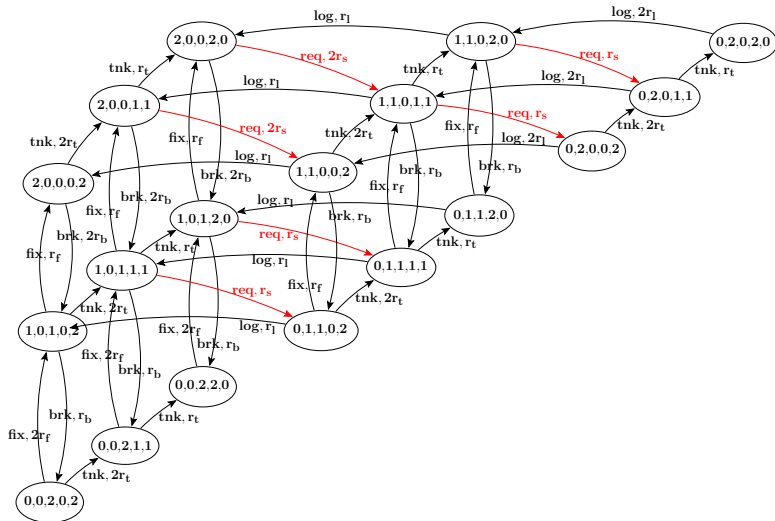 log, 2r_l
log, r_l
2,0,0,2,0
1,1,0,2,0
0,2,0,2,0
req, 2r_s
req, r_s
tnk, r_t
tnk, r_t
tnk, r_t
log, r_l
log, 2r_l
2,0,0,1,1
1,1,0,1,1
0,2,0,1,1
req, 2r_s
req, r_s
tnk, 2r_t
tnk, 2r_t
tnk, 2r_t
fix, r_f
fix, r_f
log, r_l
log, 2r_l
0,2,0,0,2
2,0,0,0,2
1,1,0,0,2
brk, 2r_b
brk, r_b
fix, r_f
fix, r_f
log, r_l
1,0,1,2,0
0,1,1,2,0
brk, 2r_b
brk, r_b
req, r_s
tnk, r_t
tnk, r_t
fix, r_f
log, r_l
1,0,1,1,1
0,1,1,1,1
req, r_s
fix, r_f
tnk, 2r_t
tnk, 2r_t
1,0,1,0,2
0,1,1,0,2
fix, 2r_f
log, r_l
brk, r_b
fix, 2r_f
brk, r_b
0,0,2,2,0
brk, r_b
tnk, r_t
fix, 2r_f
0,0,2,1,1
tnk, 2r_t
0,0,2,0,2